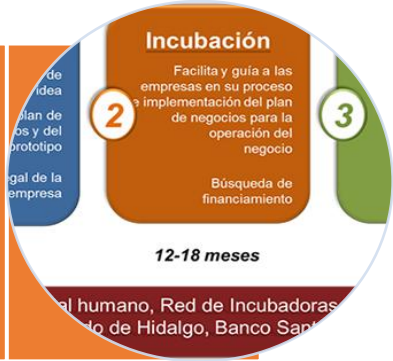 de
idea
plan de
os y del
prototipo
gal de la
empresa
2
Incubación
Facilita y guía a las
empresas en su proceso
e implementación del plan
de negocios para la
operación del
negocio
Búsqueda de
financiamiento
3
12-18 meses
al humano, Red de Incubadoras
do de Hidalgo, Banco Sant